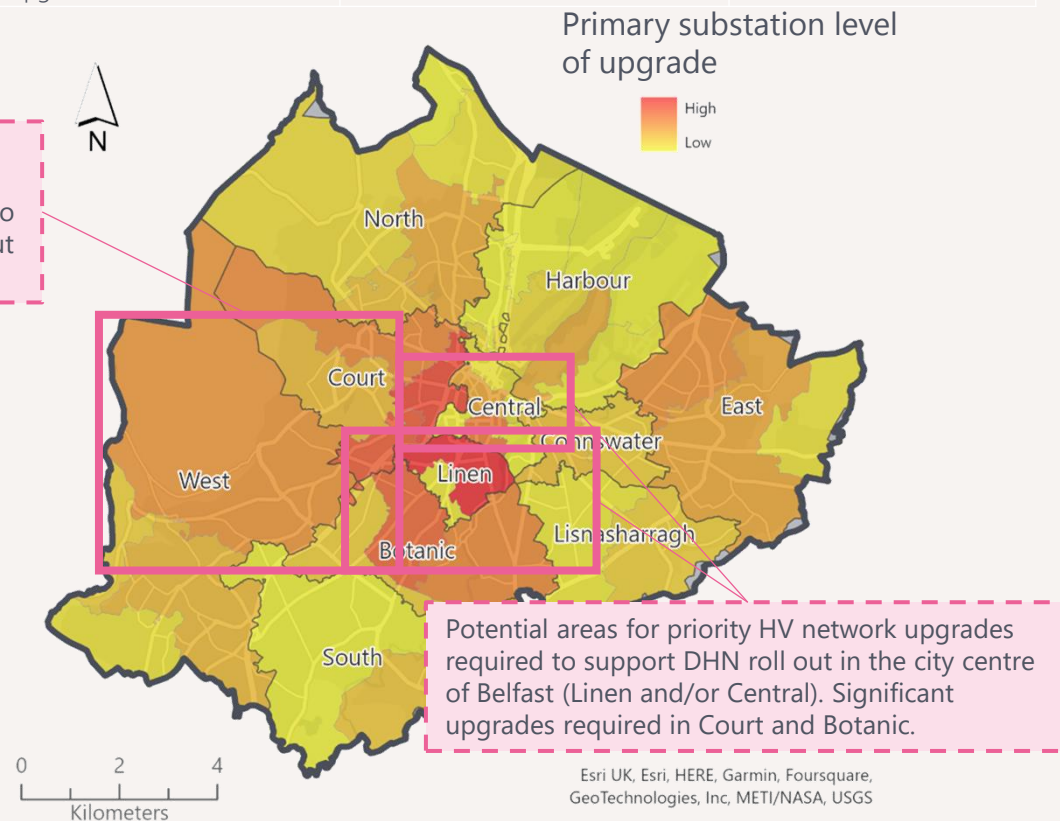 Primary substation level
of upgrade
High
Low
N
North
Harbour
Court
Central
East
Connswater
West
Linen
Lisnasharragh
Botanic
South
Potential areas for priority HV network upgrades
required to support DHN roll out in the city centre
of Belfast (Linen and/or Central). Significant
upgrades required in Court and Botanic.
0 2 4
Kilometers
Esri UK, Esri, HERE, Garmin, Foursquare,
GeoTechnologies, Inc, METI/NASA, USGS